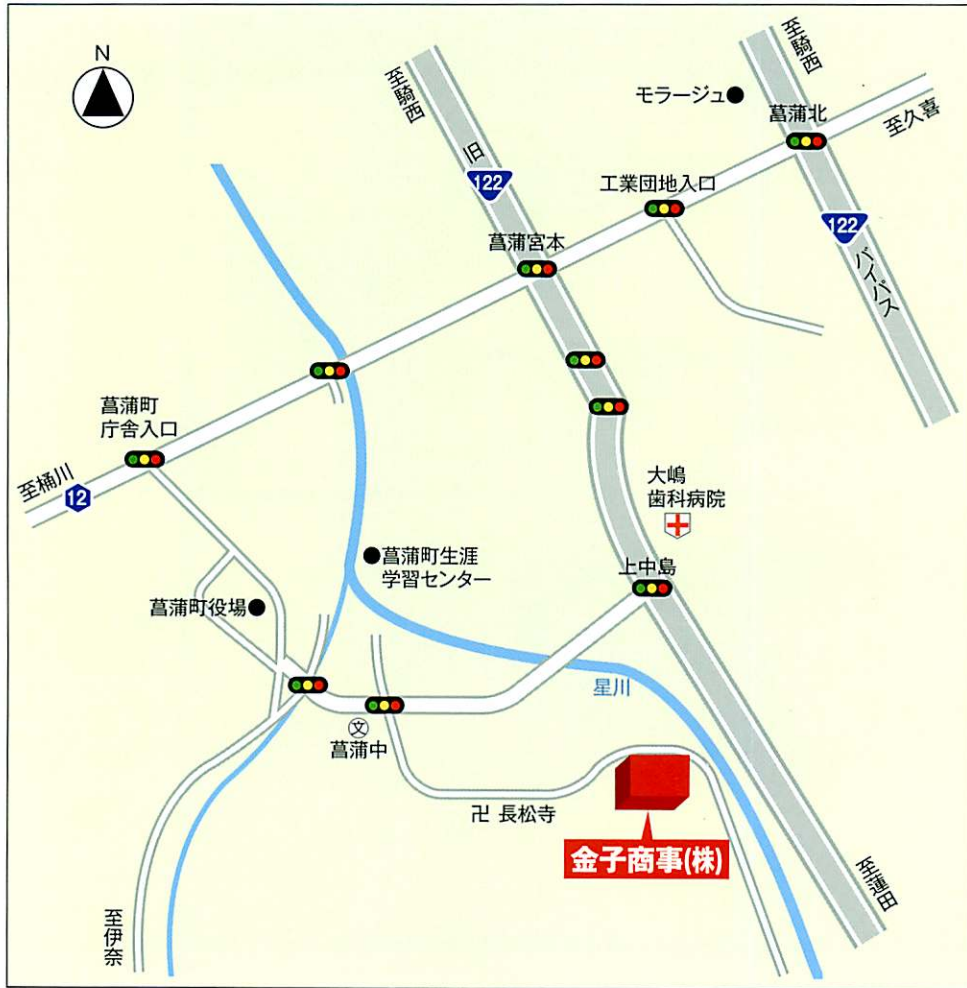 N
至騎西
至騎西
モラージュ
菖蒲北
至久喜
旧
122
工業団地入口
122
バイパス
菖蒲宮本
菖蒲町
庁舎入口
至桶川
12
大嶋
歯科病院
菖蒲町生涯
学習センター
上中島
菖蒲町役場
星川
文
菖蒲中
卍 長松寺
金子商事(株)
至蓮田
至伊奈